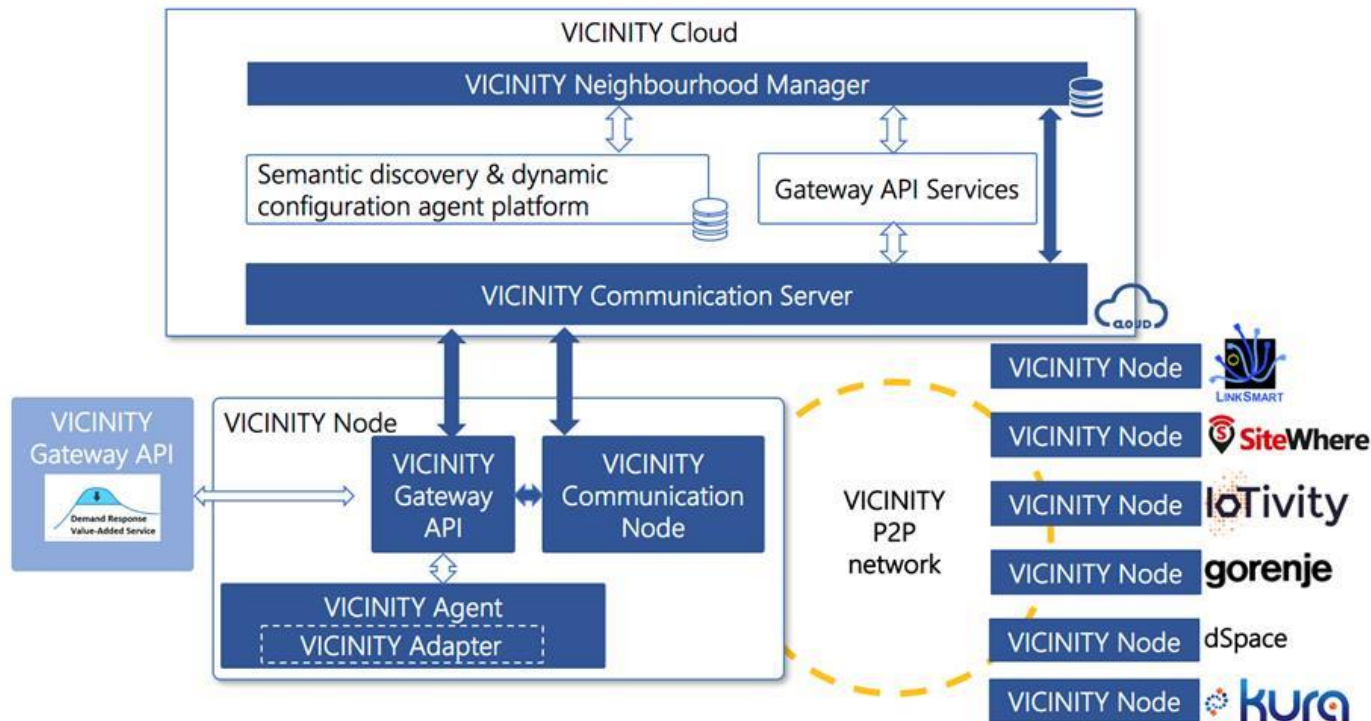 VICINITY Cloud
VICINITY Neighbourhood Manager
Semantic discovery & dynamic
configuration agent platform
Gateway API Services
VICINITY Communication Server
CLOUD
VICINITY
Gateway API
Demand Response
Value-Added Service
VICINITY Node
VICINITY
Gateway
API
VICINITY
Communication
Node
VICINITY Agent
VICINITY Adapter
VICINITY
P2P
network
VICINITY Node
LINKSMART
VICINITY Node
S
SiteWhere
VICINITY Node
IoTivity
VICINITY Node
gorenje
VICINITY Node
dSpace
VICINITY Node
kura